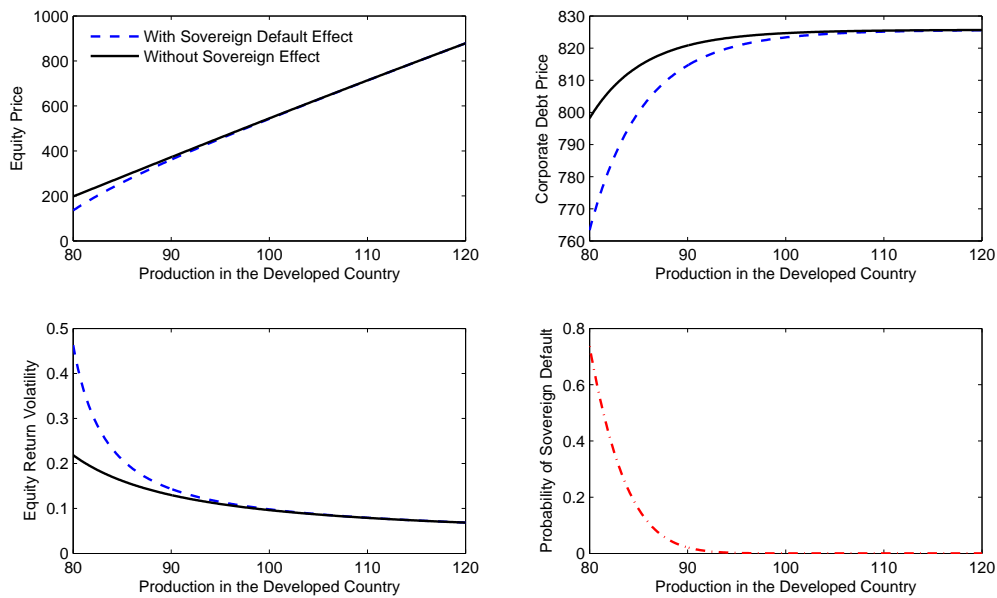 1000
800
600
400
200
0
Equity Price
With Sovereign Default Effect
Without Sovereign Effect
80 90 100 110 120
Production in the Developed Country
830
820
810
800
790
780
770
760
Corporate Debt Price
80 90 100 110 120
Production in the Developed Country
0.5
0.4
0.3
0.2
0.1
0
Equity Return Volatility
80 90 100 110 120
Production in the Developed Country
0.8
0.6
0.4
0.2
0
Probability of Sovereign Default
80 90 100 110 120
Production in the Developed Country